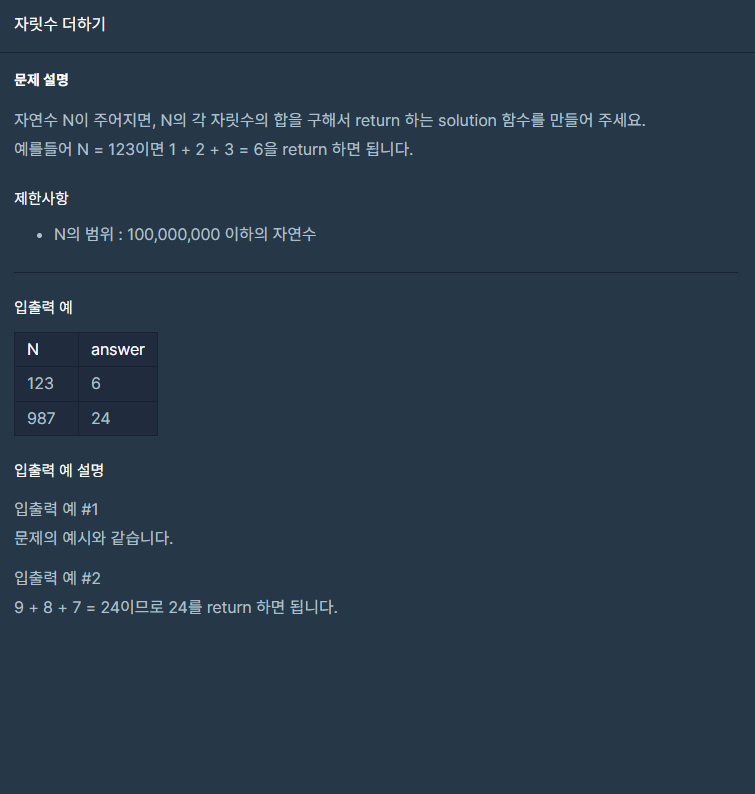 자릿수 더하기
문제 설명
자연수 N이 주어지면, N의 각 자릿수의 합을 구해서 return 하는 solution 함수를 만들어 주세요.
예를들어 N = 123이면 1 + 2 + 3 = 6을 return 하면 됩니다.
제한사항
• N의 범위 : 100,000,000 이하의 자연수
입출력 예
N answer
123 6
987 24
입출력 예 설명
입출력 예 #1
문제의 예시와 같습니다.
입출력 예 #2
9 + 8 + 7 = 24이므로 24를 return 하면 됩니다.